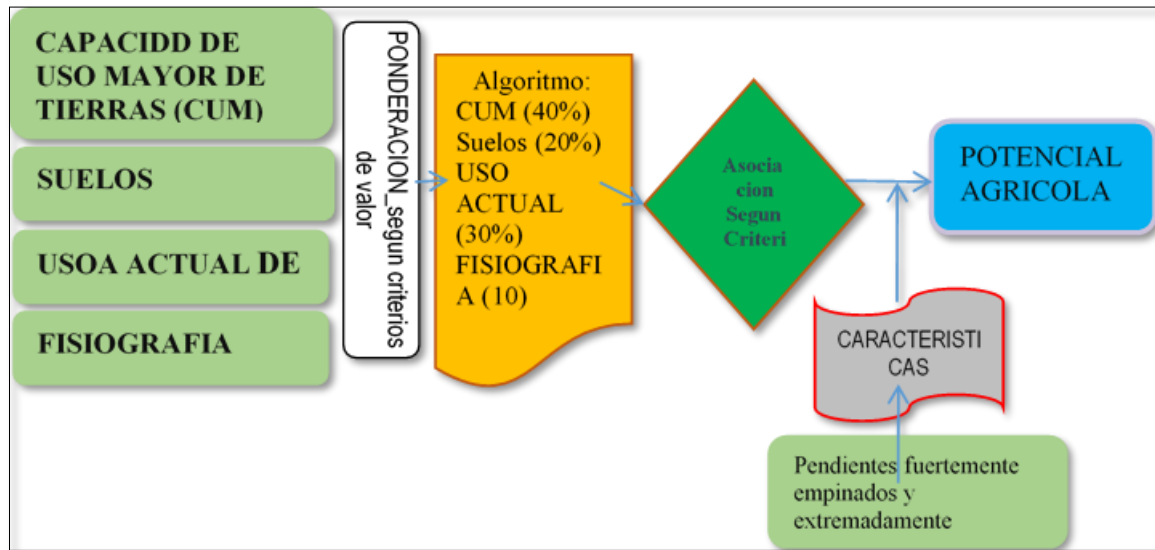 CAPACIDD DE
USO MAYOR DE
TIERRAS (CUM)
SUELOS
USOA ACTUAL DE
FISIOGRAFIA
PONDERACION_segun criterios
de valor
Algoritmo:
CUM (40%)
Suelos (20%)
USO
ACTUAL
(30%)
FISIOGRAFI
A (10)
Asocia
cion
Segun
Criteri
POTENCIAL
AGRICOLA
CARACTERISTI
CAS
Pendientes fuertemente
empinados y
extremadamente